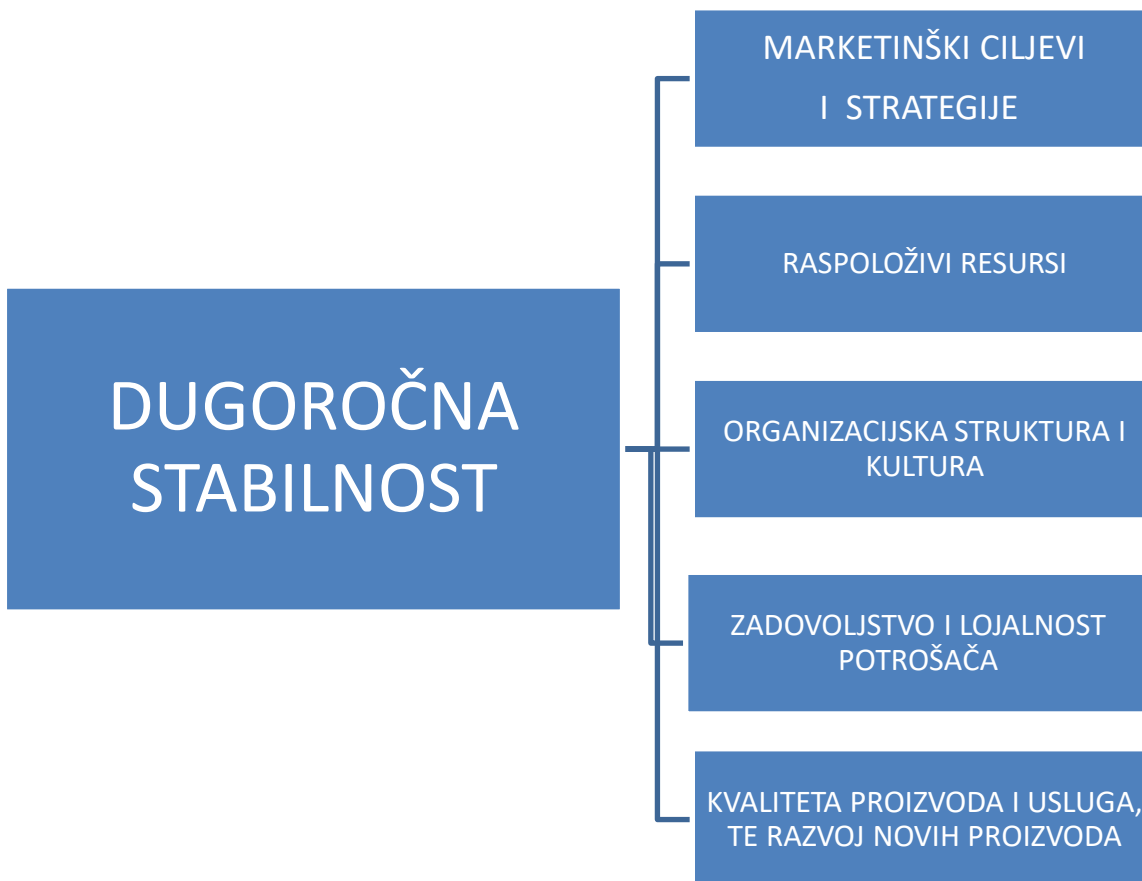 MARKETINŠKI CILJEVI
I STRATEGIJE
RASPOLOŽIVI RESURSI
DUGOROČNA
STABILNOST
ORGANIZACIJSKA STRUKTURA I
KULTURA
ZADOVOLJSTVO I LOJALNOST
POTROŠAČA
KVALITETA PROIZVODA I USLUGA,
TE RAZVOJ NOVIH PROIZVODA